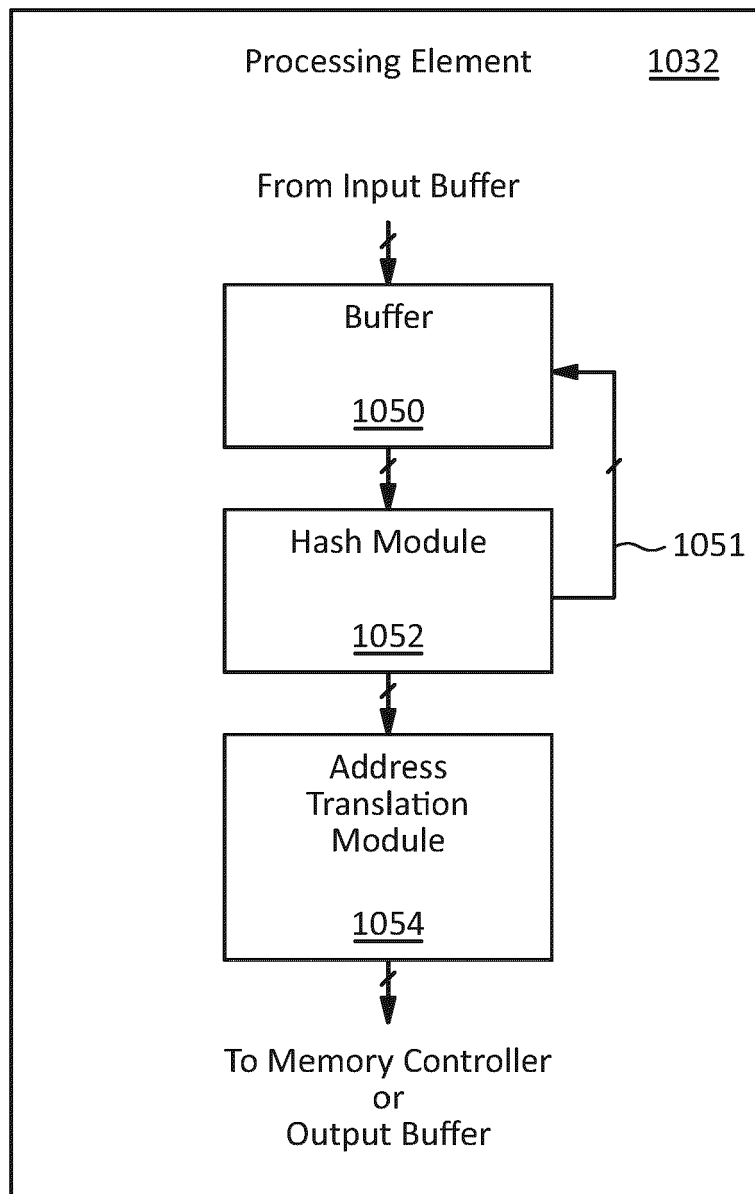 Processing Element 1032
From Input Buffer
Buffer
1050
Hash Module
1051
1052
Address
Translation
Module
1054
To Memory Controller
or
Output Buffer